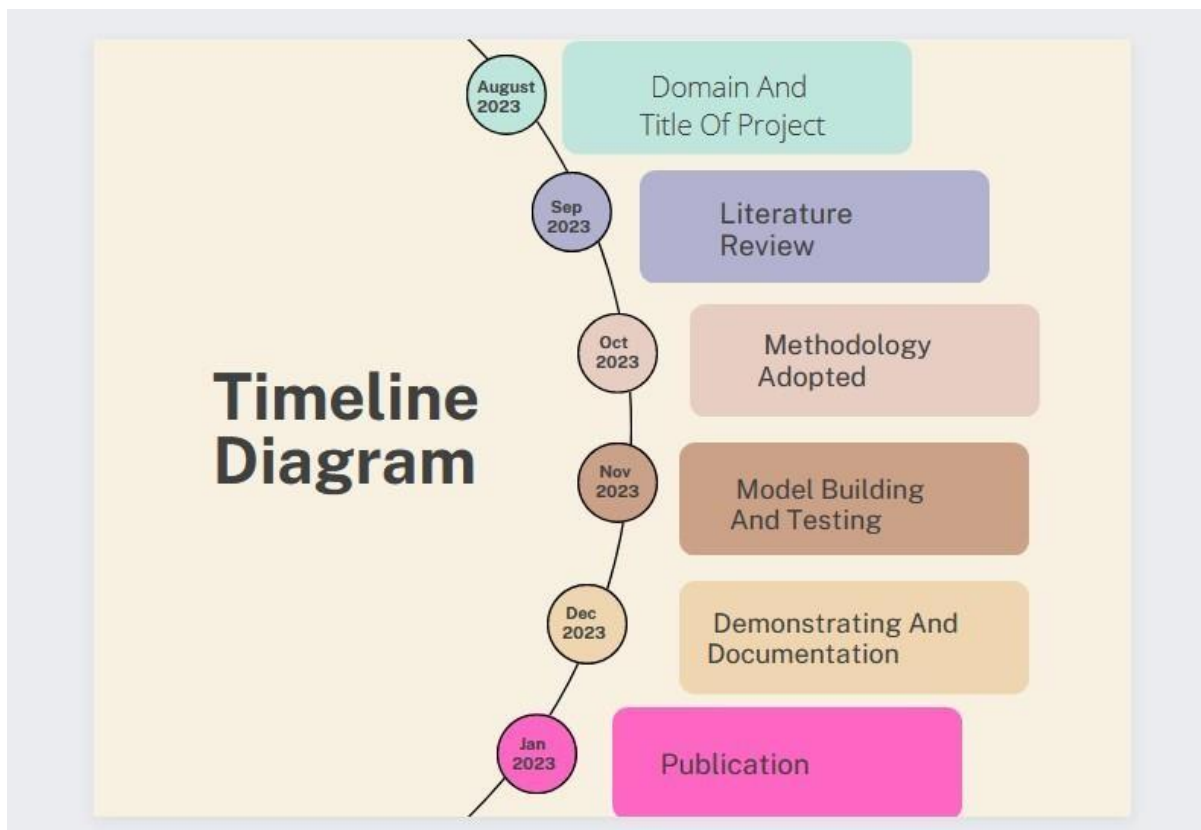 August
2023
Domain And
Title Of Project
Sep
2023
Literature
Review
Oct
2023
Methodology
Adopted
Timeline
Diagram
Nov
2023
Model Building
And Testing
Dec
2023
Demonstrating And
Documentation
Jan
2023
Publication